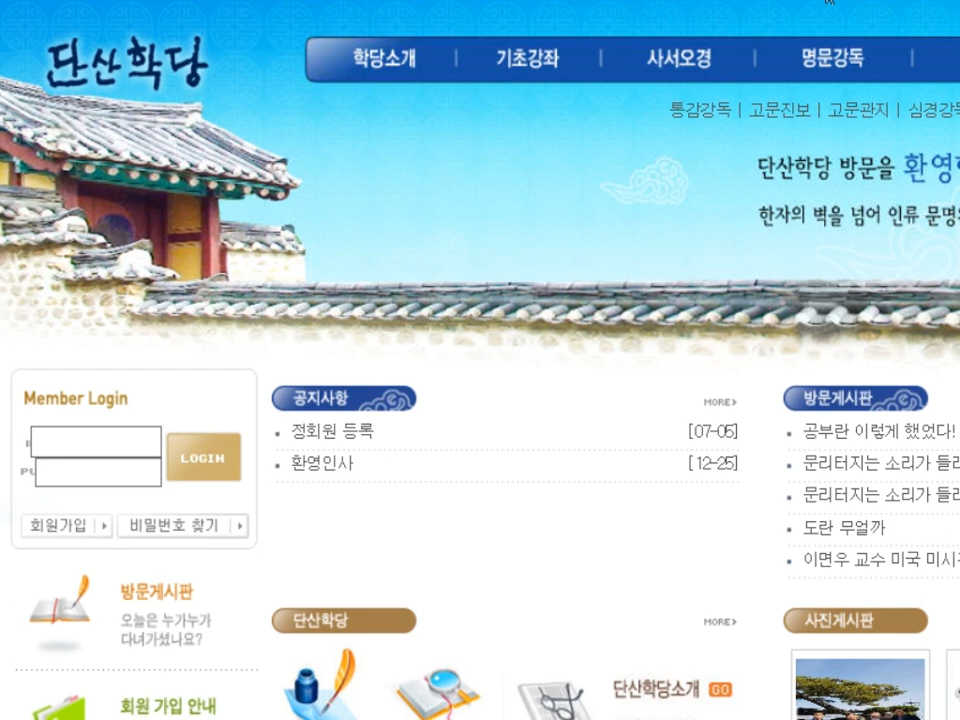 단산학당
학당소개 | 기초강좌 | 사서오경 | 명문강독 |
통감강독 | 고문진보 | 고문관지 | 심경강독
단산학당 방문을 환영
한자의 벽을 넘어 인류 문명
Member Login
LOGIN
회원가입
비밀번호 찾기
방문게시판
오늘은 누가누가
다녀가셨나요?
회원 가입 안내
공지사항
MORE
정회원 등록 [07-05]
환영인사 [12-25]
방문게시판
공부란 이렇게 했었다!
문리터지는 소리가 들리
문리터지는 소리가 들리
도란 무얼까
이면우 교수 미국 미시
단산학당
MORE
단산학당소개 GO
사진게시판